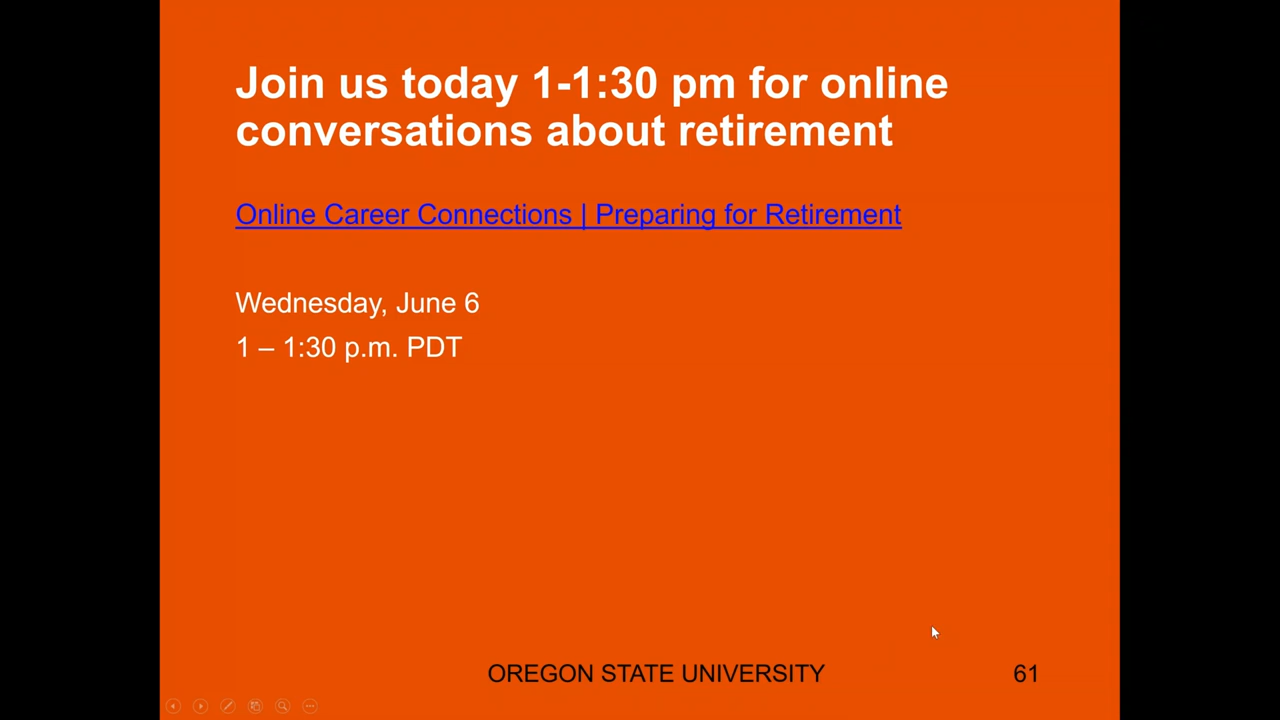 Join us today 1-1:30 pm for online
conversations about retirement
Online Career Connections | Preparing for Retirement
Wednesday, June 6
1 – 1:30 p.m. PDT
OREGON STATE UNIVERSITY
61